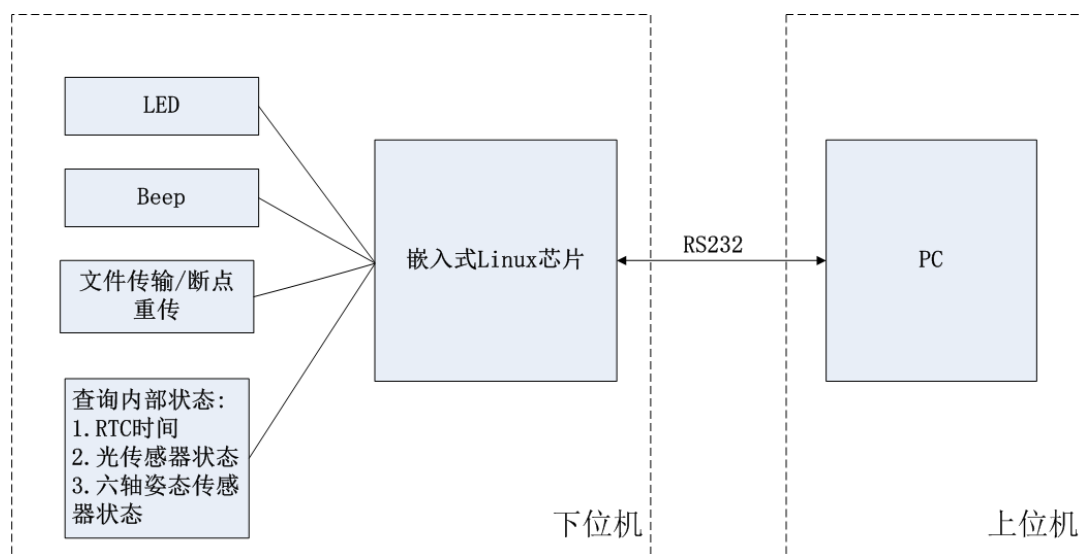 LED
Beep
文件传输/断点
重传
查询内部状态:
1.RTC时间
2.光传感器状态
3.六轴姿态传感
器状态
嵌入式Linux芯片
下位机
RS232
PC
上位机